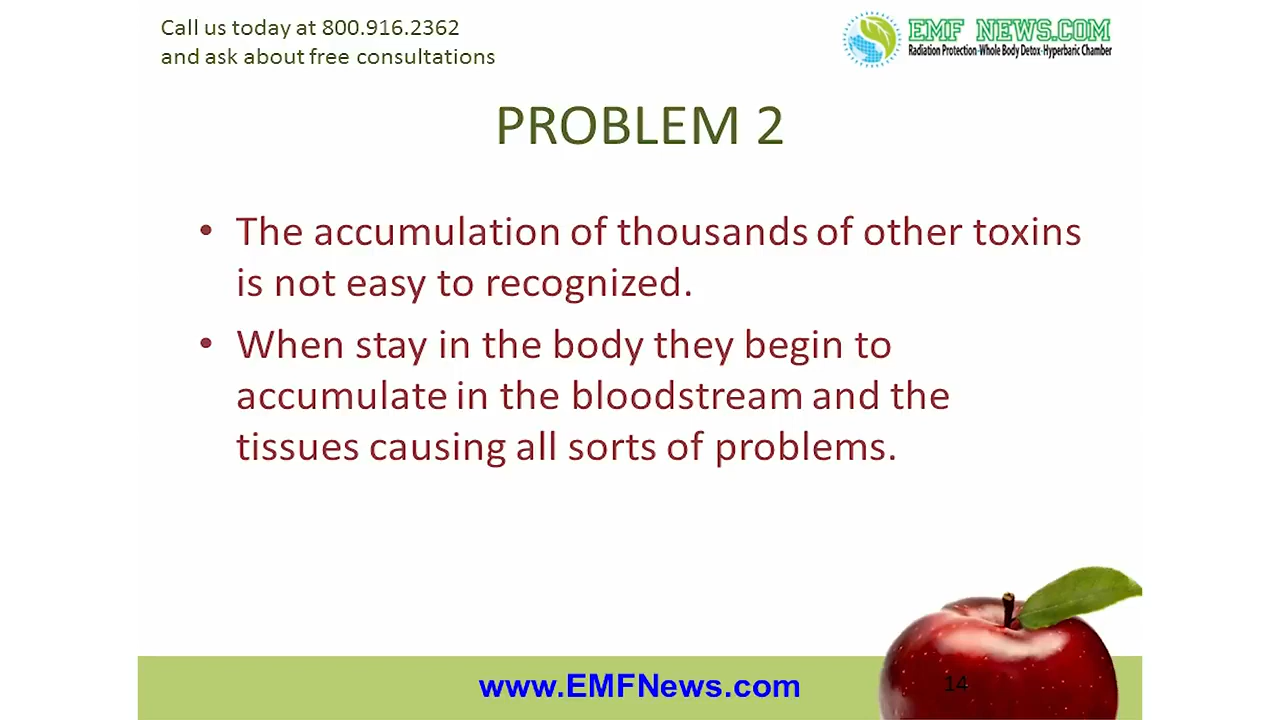 Call us today at 800.916.2362
and ask about free consultations
EMF NEWS.COM
Radiation Protection-Whole Body Detox-Hyperbaric Chamber
PROBLEM 2
• The accumulation of thousands of other toxins
is not easy to recognized.
• When stay in the body they begin to
accumulate in the bloodstream and the
tissues causing all sorts of problems.
www.EMFNews.com
14